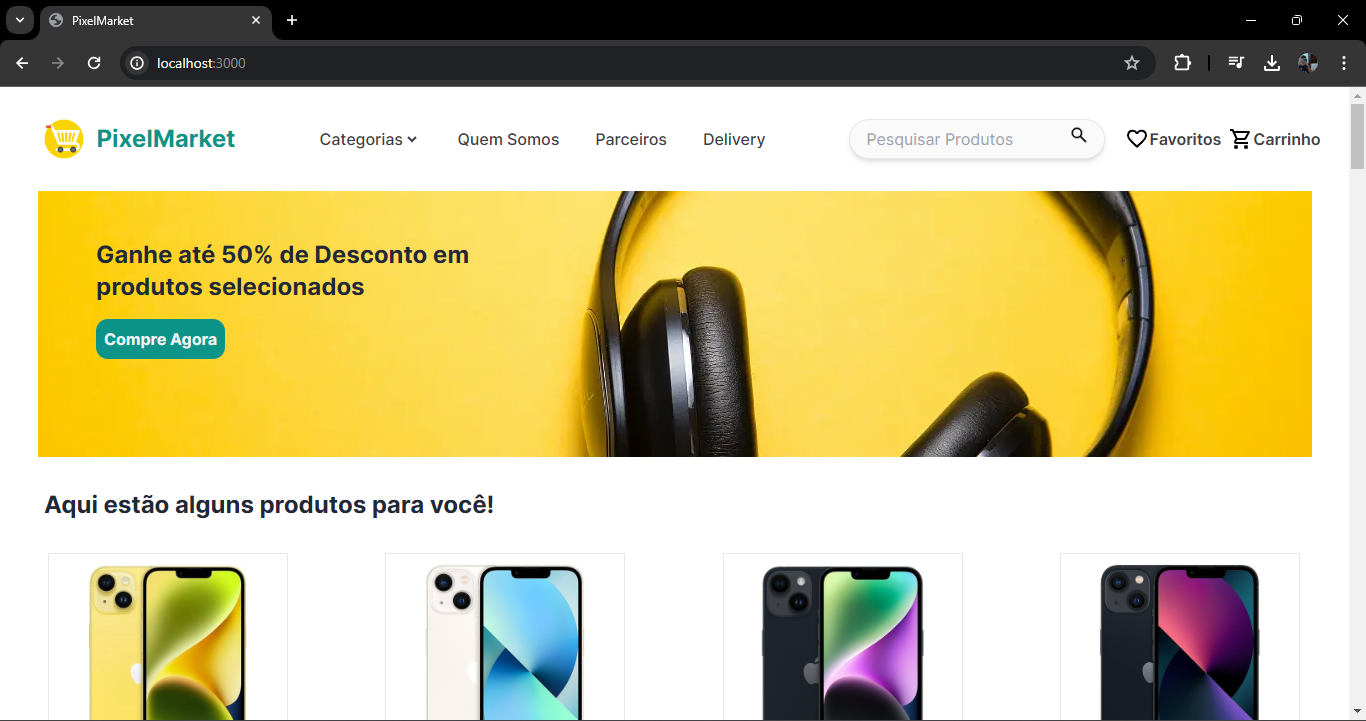 PixelMarket
localhost:3000
PixelMarket
Categorias
Quem Somos
Parceiros
Delivery
Pesquisar Produtos
Favoritos
Carrinho
Ganhe até 50% de Desconto em
produtos selecionados
Compre Agora
Aqui estão alguns produtos para você!